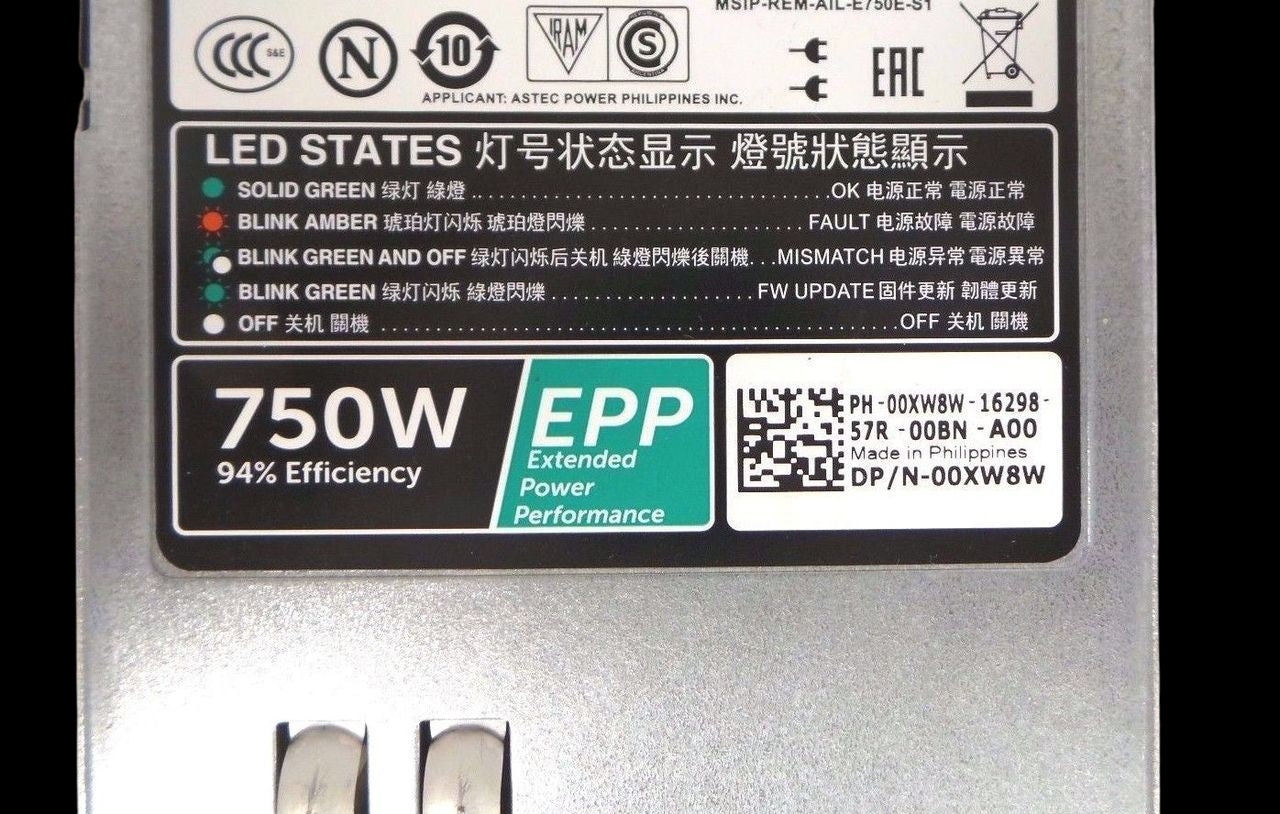 MSIP-REM-AIL-E750E-S1
CCC S&E
N
10
IRAM
S
EAC
APPLICANT: ASTEC POWER PHILIPPINES INC.
LED STATES 灯号状态显示 燈號狀態顯示
SOLID GREEN 绿灯 綠燈 ..................................OK 电源正常 電源正常
BLINK AMBER 琥珀灯闪烁 琥珀燈閃爍 .....................FAULT 电源故障 電源故障
BLINK GREEN AND OFF 绿灯闪烁后关机 綠燈閃爍後關機...MISMATCH 电源异常 電源異常
BLINK GREEN 绿灯闪烁 綠燈閃爍 ....................FW UPDATE 固件更新 韌體更新
OFF 关机 關機 ....................................................OFF 关机 關機
750W
94% Efficiency
EPP
Extended
Power
Performance
PH-00XW8W-16298-
57R-00BN-A00
Made in Philippines
DP/N-00XW8W